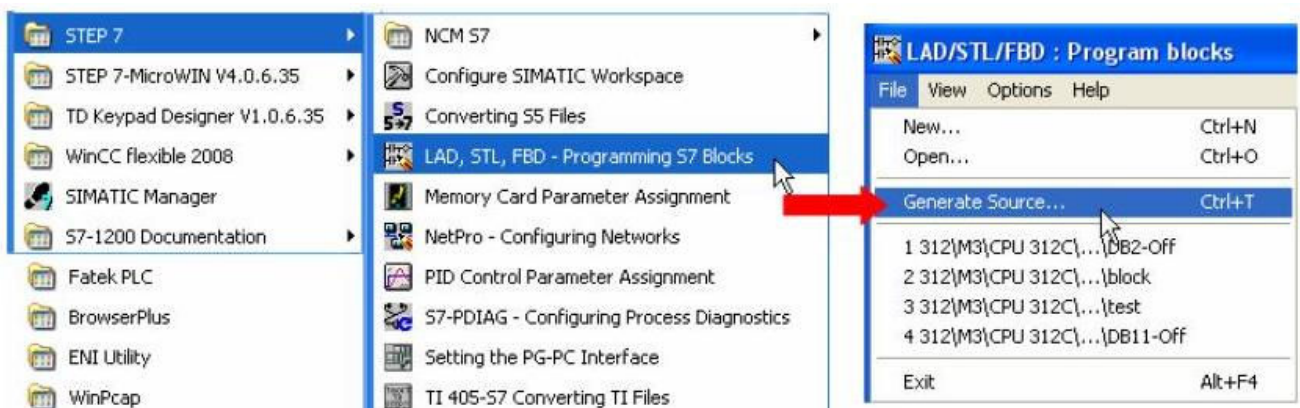 STEP 7
STEP 7-MicroWIN V4.0.6.35
TD Keypad Designer V1.0.6.35
WinCC flexible 2008
SIMATIC Manager
S7-1200 Documentation
Fatek PLC
BrowserPlus
ENI Utility
WinPcap
NCM S7
Configure SIMATIC Workspace
Converting S5 Files
LAD, STL, FBD - Programming S7 Blocks
Memory Card Parameter Assignment
NetPro - Configuring Networks
PID Control Parameter Assignment
S7-PDIAG - Configuring Process Diagnostics
Setting the PG-PC Interface
TI 405-S7 Converting TI Files
LAD/STL/FBD : Program blocks
File View Options Help
New... Ctrl+N
Open... Ctrl+O
Generate Source... Ctrl+T
1 312\M3\CPU 312C\...\DB2-Off
2 312\M3\CPU 312C\...\block
3 312\M3\CPU 312C\...\test
4 312\M3\CPU 312C\...\DB11-Off
Exit Alt+F4